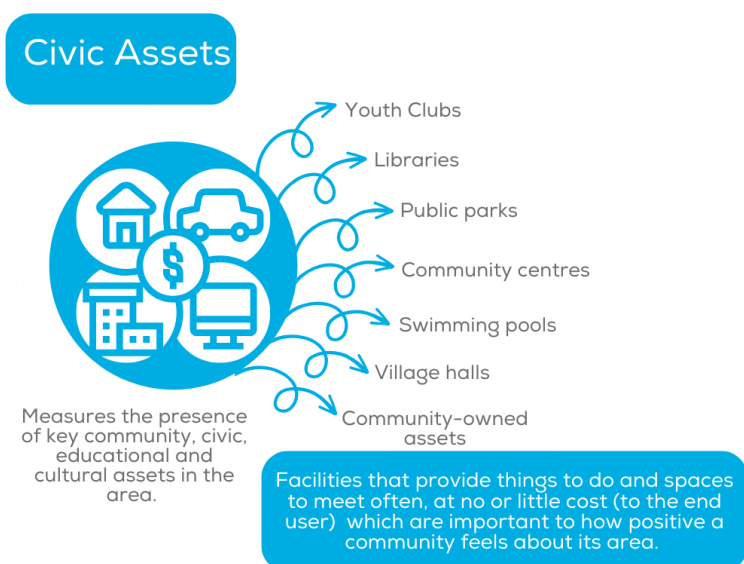 Civic Assets
Youth Clubs
Libraries
Public parks
Community centres
Swimming pools
Village halls
Community-owned
assets
$
Measures the presence
of key community, civic,
educational and
cultural assets in the
area.
Facilities that provide things to do and spaces
to meet often, at no or little cost (to the end
user) which are important to how positive a
community feels about its area.